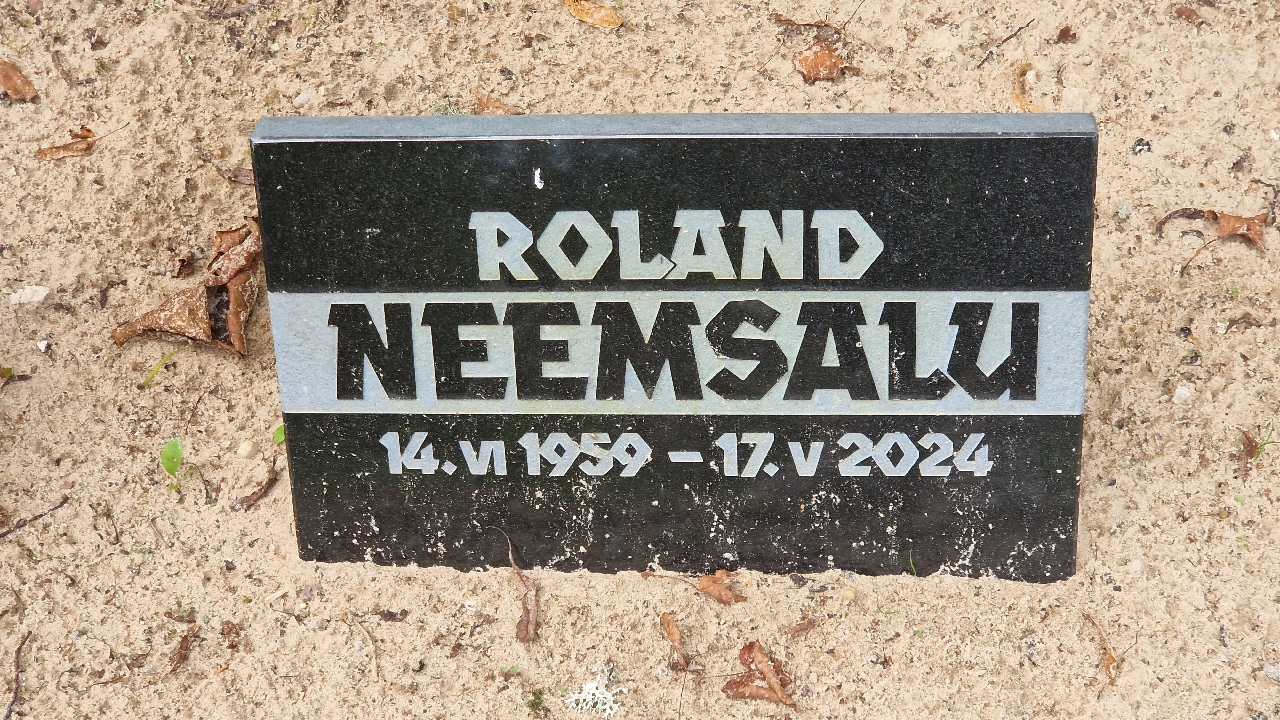 ROLAND
NEEMSALU
14. VI 1959 – 17. V 2024